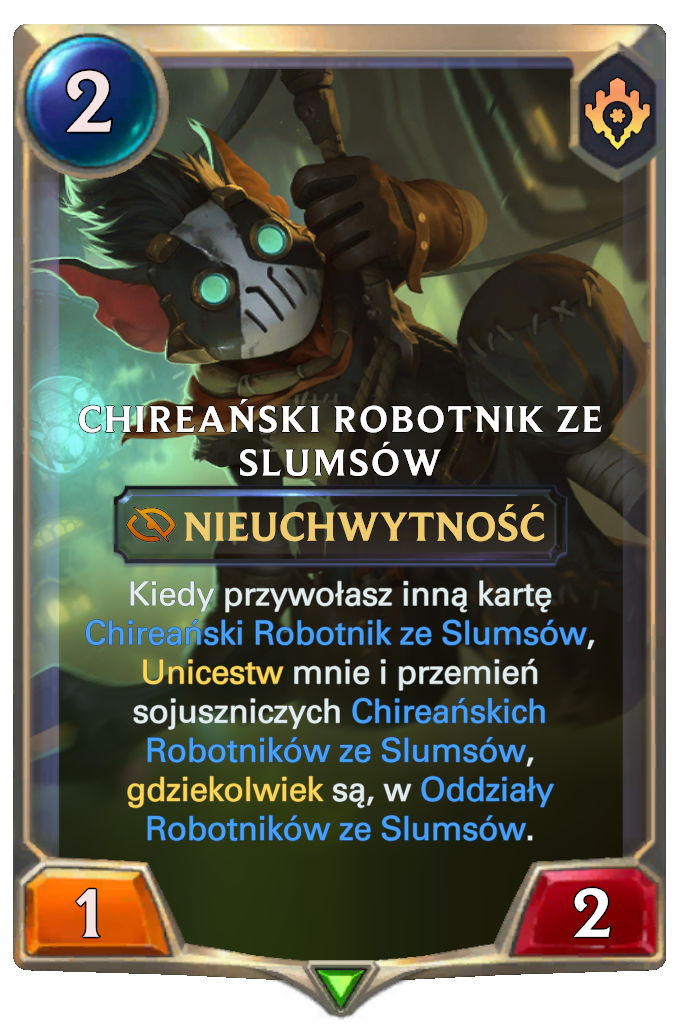 2
CHIREAŃSKI ROBOTNIK ZE
SLUMSÓW
NIEUCHWYTNOŚĆ
Kiedy przywołasz inną kartę
Chireański Robotnik ze Slumsów,
Unicestw mnie i przemień
sojuszniczych Chireańskich
Robotników ze Slumsów,
gdziekolwiek są, w Oddziały
Robotników ze Slumsów.
1
2